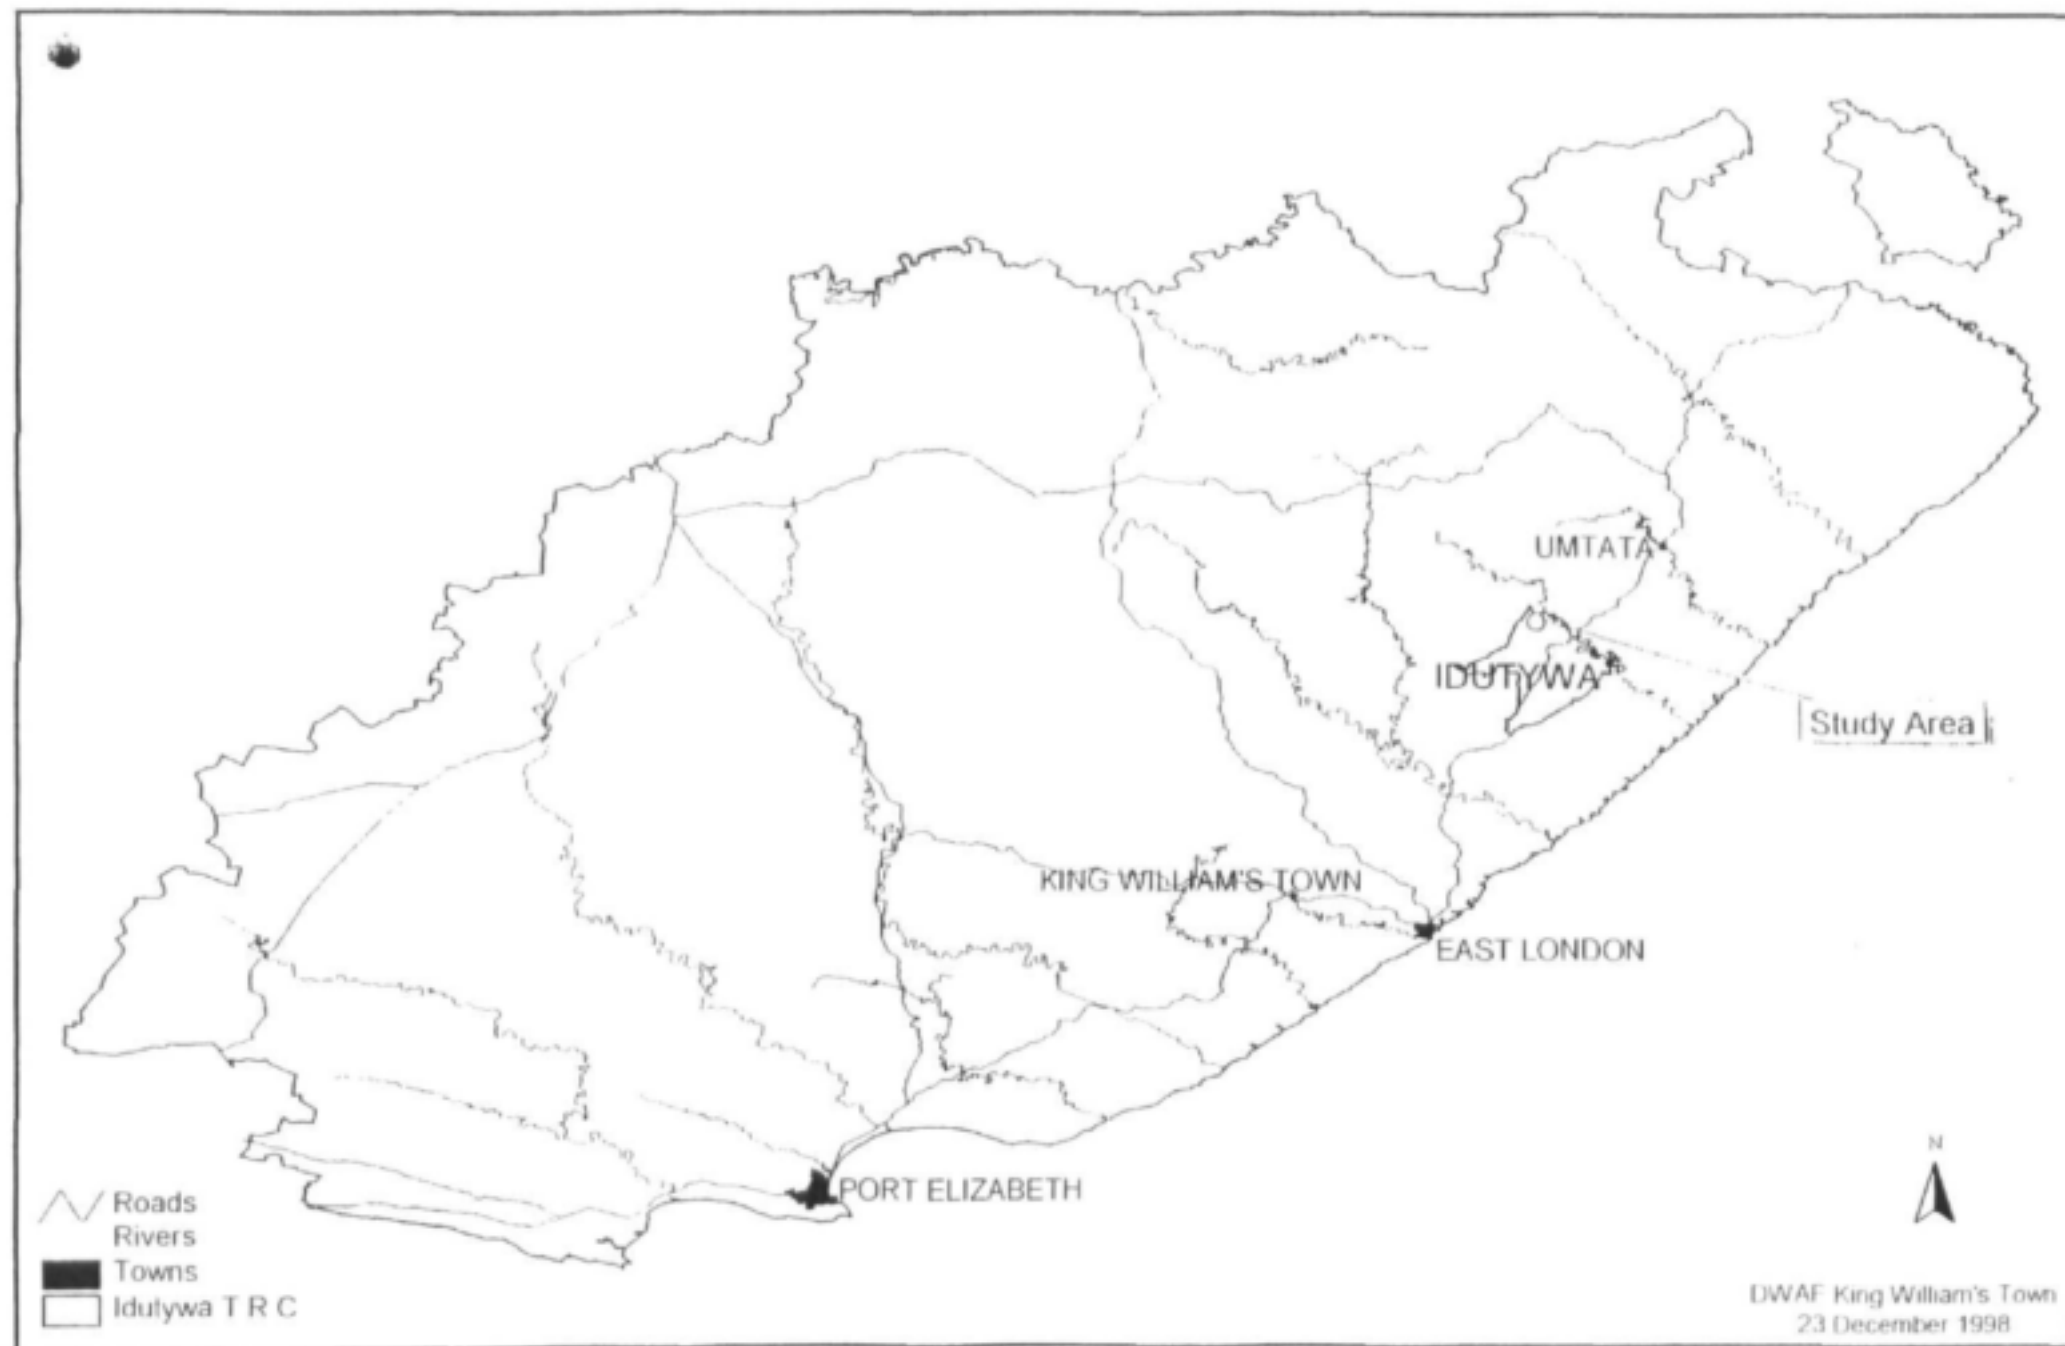 UMTATA
IDUTYWA
Study Area
KING WILLIAM'S TOWN
EAST LONDON
PORT ELIZABETH
N
Roads
Rivers
Towns
Idutywa T R C
DWAF King William's Town
23 December 1998